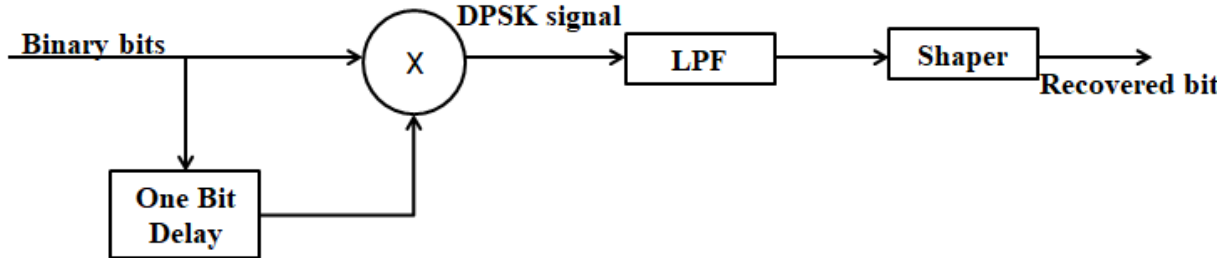 DPSK signal
Binary bits
X
LPF
Shaper
Recovered bit
One Bit
Delay